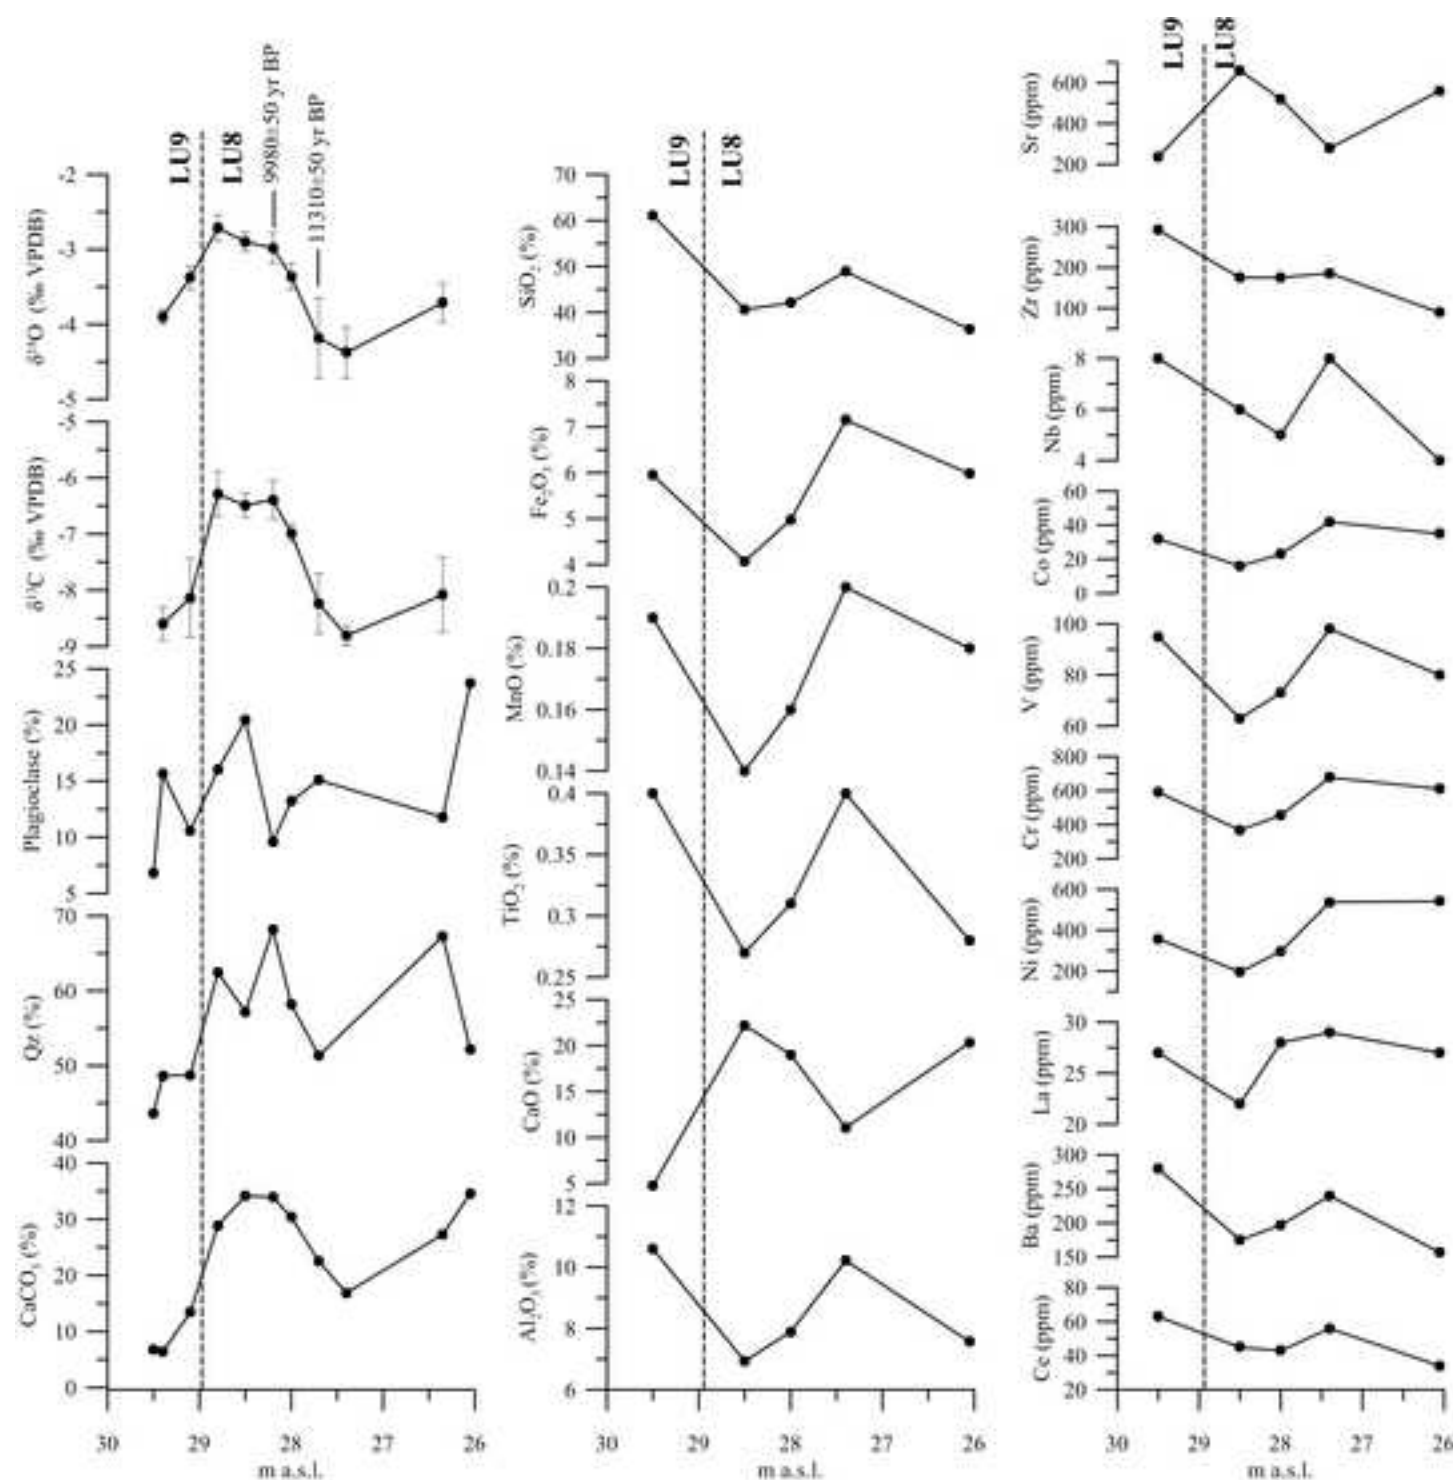 LU9
LU8
9980±50 yr BP
11310±50 yr BP
-2
-3
-4
-5
δ¹⁸O (‰ VPDB)
-5
-6
-7
-8
-9
δ¹³C (‰ VPDB)
25
20
15
10
5
Plagioclase (%)
70
60
50
40
Qz (%)
40
30
20
10
0
CaCO₃ (%)
30 29 28 27 26
m a.s.l.
LU9
LU8
70
60
50
40
30
SiO₂ (%)
8
7
6
5
4
Fe₂O₃ (%)
0.2
0.18
0.16
0.14
MnO (%)
0.4
0.35
0.3
0.25
TiO₂ (%)
25
20
15
10
5
CaO (%)
12
10
8
6
Al₂O₃ (%)
30 29 28 27 26
m a.s.l.
LU9
LU8
600
400
200
Sr (ppm)
300
200
100
Zr (ppm)
8
6
4
Nb (ppm)
60
40
20
0
Co (ppm)
100
80
60
V (ppm)
800
600
400
200
Cr (ppm)
600
400
200
Ni (ppm)
30
25
20
La (ppm)
300
250
200
150
Ba (ppm)
80
60
40
20
Ce (ppm)
30 29 28 27 26
m a.s.l.